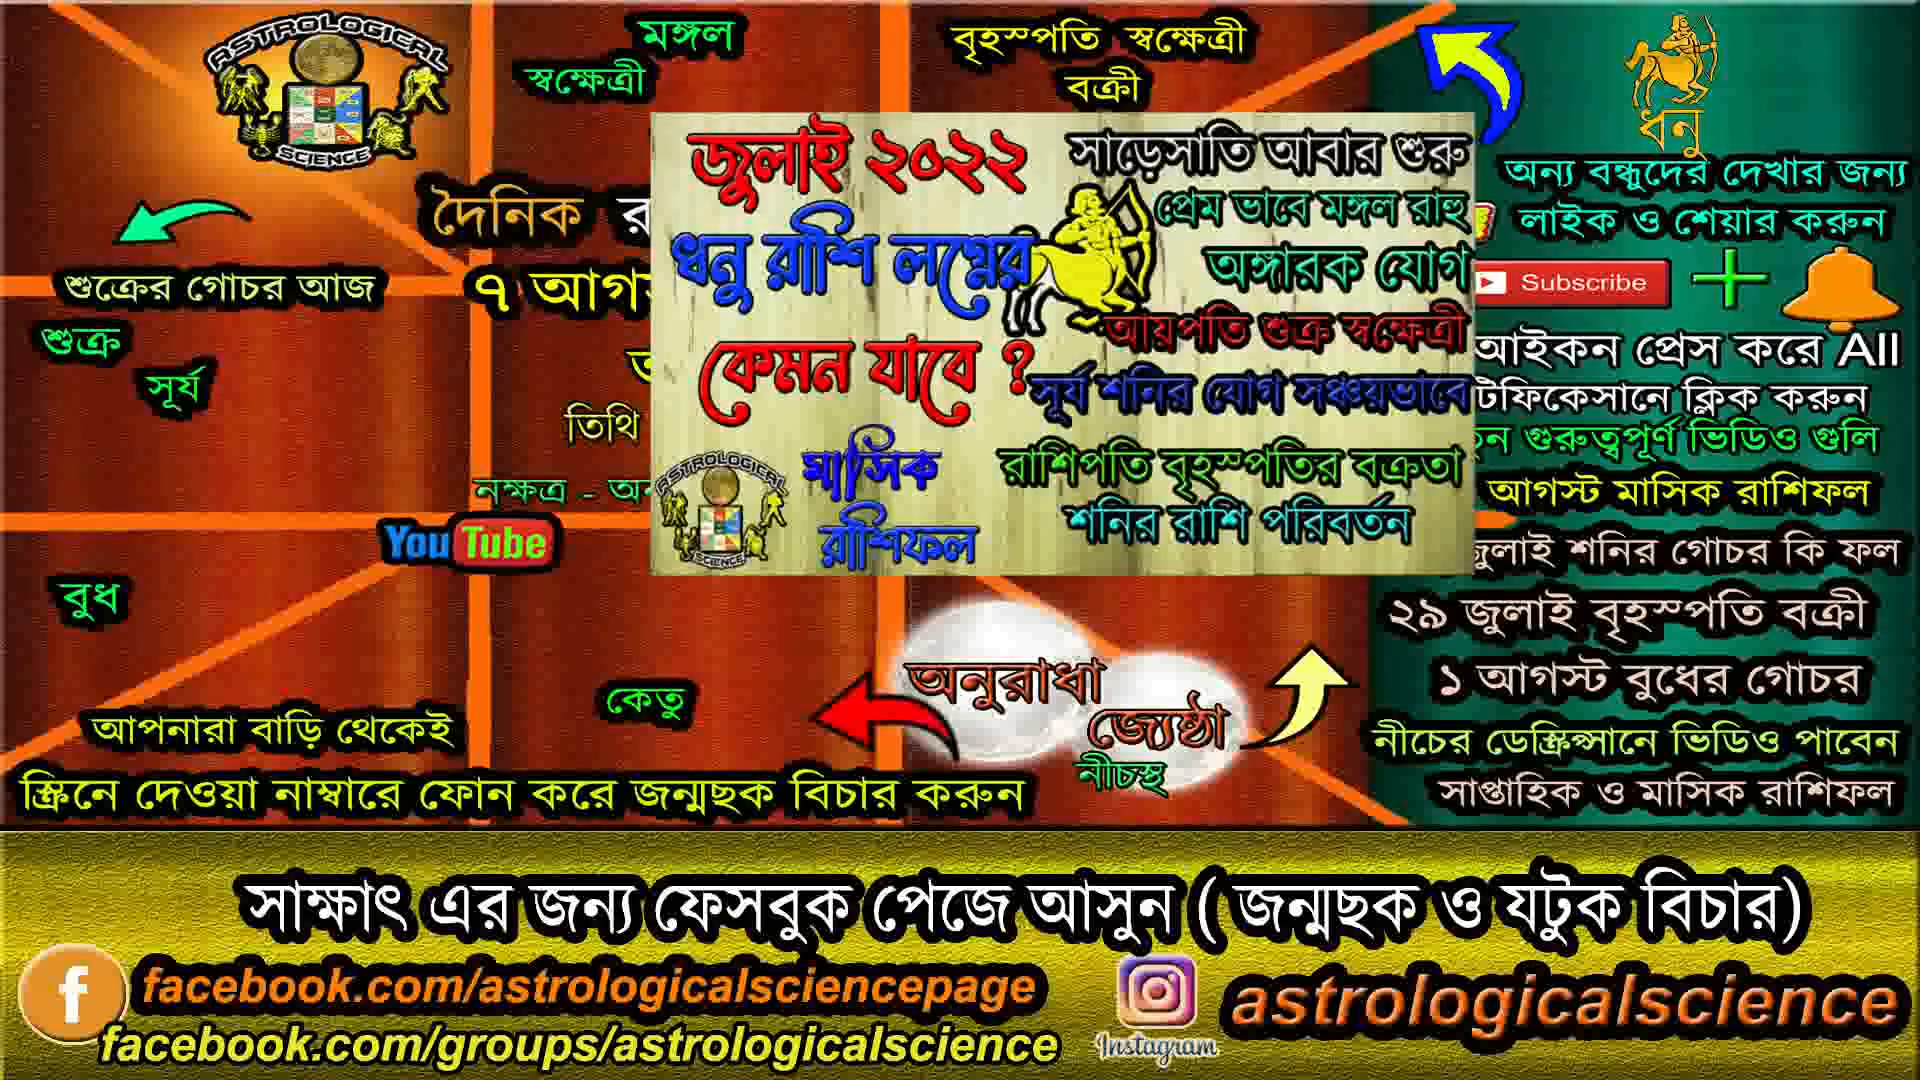 ASTROLOGICAL
SCIENCE
মঙ্গল
স্বক্ষেত্রী
বৃহস্পতি স্বক্ষেত্রী
বক্রী
ধনু
দৈনিক
শুক্রের গোচর আজ
শুক্র
সূর্য
তিথি
নক্ষত্র -
৭
YouTube
বুধ
কেতু
জুলাই ২০২২
ধনু রাশি লগ্নের
কেমন যাবে ?
মাসিক
রাশিফল
ASTROLOGICAL
SCIENCE
সাড়েসাতি আবার শুরু
প্রেম ভাবে মঙ্গল রাহু
অঙ্গারক যোগ
আয়পতি শুক্র স্বক্ষেত্রী
সূর্য শনির যোগ সঞ্চয়ভাবে
রাশিপতি বৃহস্পতির বক্রতা
শনির রাশি পরিবর্তন
অন্য বন্ধুদের দেখার জন্য
লাইক ও শেয়ার করুন
Subscribe
আইকন প্রেস করে All
ক্লিক করুন
গুরুত্বপূর্ণ ভিডিও গুলি
আগস্ট মাসিক রাশিফল
জুলাই শনির গোচর কি ফল
২৯ জুলাই বৃহস্পতি বক্রী
১ আগস্ট বুধের গোচর
নীচের ডেস্ক্রিপ্সানে ভিডিও পাবেন
সাপ্তাহিক ও মাসিক রাশিফল
অনুরাধা
জ্যেষ্ঠা
নীচস্থ
আপনারা বাড়ি থেকেই
স্ক্রিনে দেওয়া নাম্বারে ফোন করে জন্মছক বিচার করুন
সাক্ষাৎ এর জন্য ফেসবুক পেজে আসুন ( জন্মছক ও যটুক বিচার)
facebook.com/astrologicalsciencepage
facebook.com/groups/astrologicalscience
Instagram
astrologicalscience